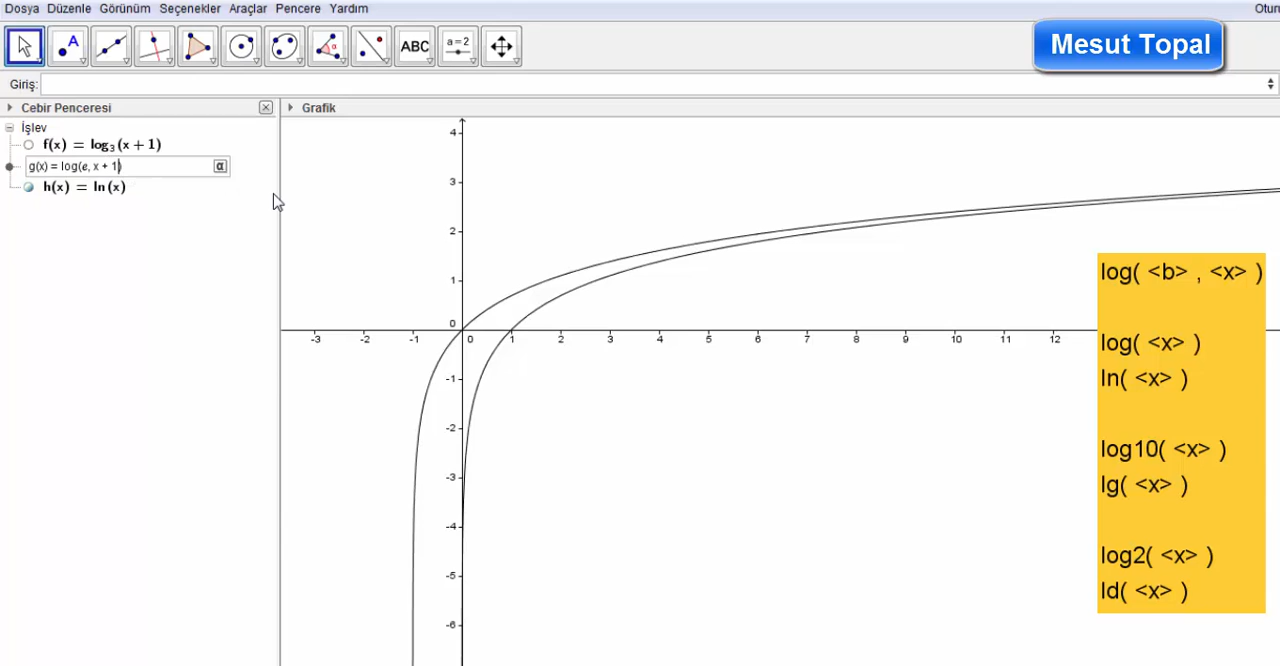 Dosya Düzenle Görünüm Seçenekler Araçlar Pencere Yardım Otur
A α ABC a=2
Mesut Topal
Giriş:
Cebir Penceresi
Grafik
İşlev
f(x) = log₃(x + 1)
g(x) = log(e, x + 1) α
h(x) = ln(x)
4
3
2
1
0
-1
-2
-3
-4
-5
-6
-3 -2 -1 0 1 2 3 4 5 6 7 8 9 10 11 12
log( <b> , <x> )
log( <x> )
ln( <x> )
log10( <x> )
lg( <x> )
log2( <x> )
ld( <x> )